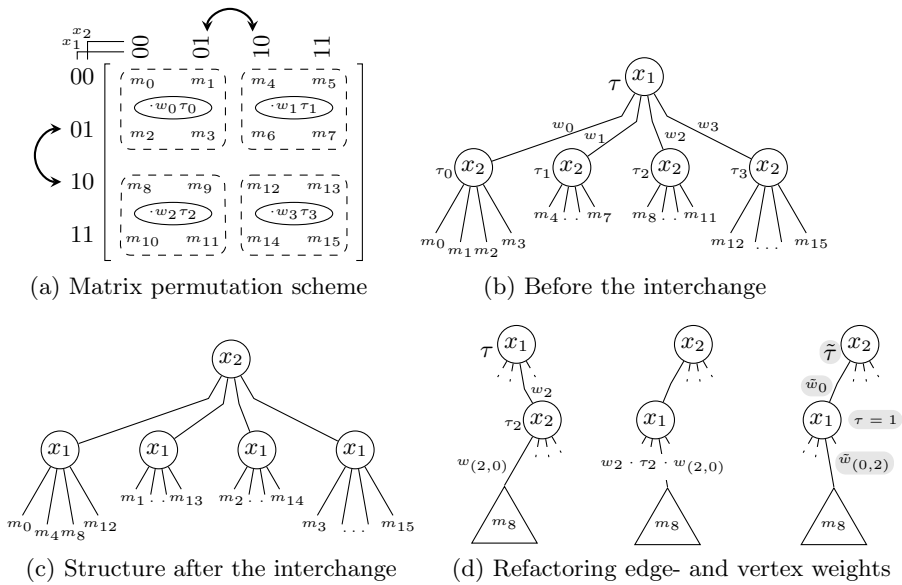 x₂
x₁
00 01 10 11
00
01
10
11
m₀ m₁ m₄ m₅
·w₀τ₀ ·w₁τ₁
m₂ m₃ m₆ m₇
m₈ m₉ m₁₂ m₁₃
·w₂τ₂ ·w₃τ₃
m₁₀ m₁₁ m₁₄ m₁₅
(a) Matrix permutation scheme
τ x₁
w₀ w₁ w₂ w₃
τ₀ x₂ τ₁ x₂ τ₂ x₂ τ₃ x₂
m₄ .. m₇ m₈ .. m₁₁
m₀ m₁ m₂ m₃ m₁₂ ... m₁₅
(b) Before the interchange
x₂
x₁ x₁ x₁ x₁
m₁ .. m₁₃ m₂ .. m₁₄
m₀ m₄ m₈ m₁₂ m₃ ... m₁₅
(c) Structure after the interchange
τ x₁ x₂ τ̃ x₂
w₂ w̃₀
τ₂ x₂ x₁ x₁ τ = 1
w₍₂,₀₎ w₂ · τ₂ · w₍₂,₀₎ w̃₍₀,₂₎
m₈ m₈ m₈
(d) Refactoring edge- and vertex weights